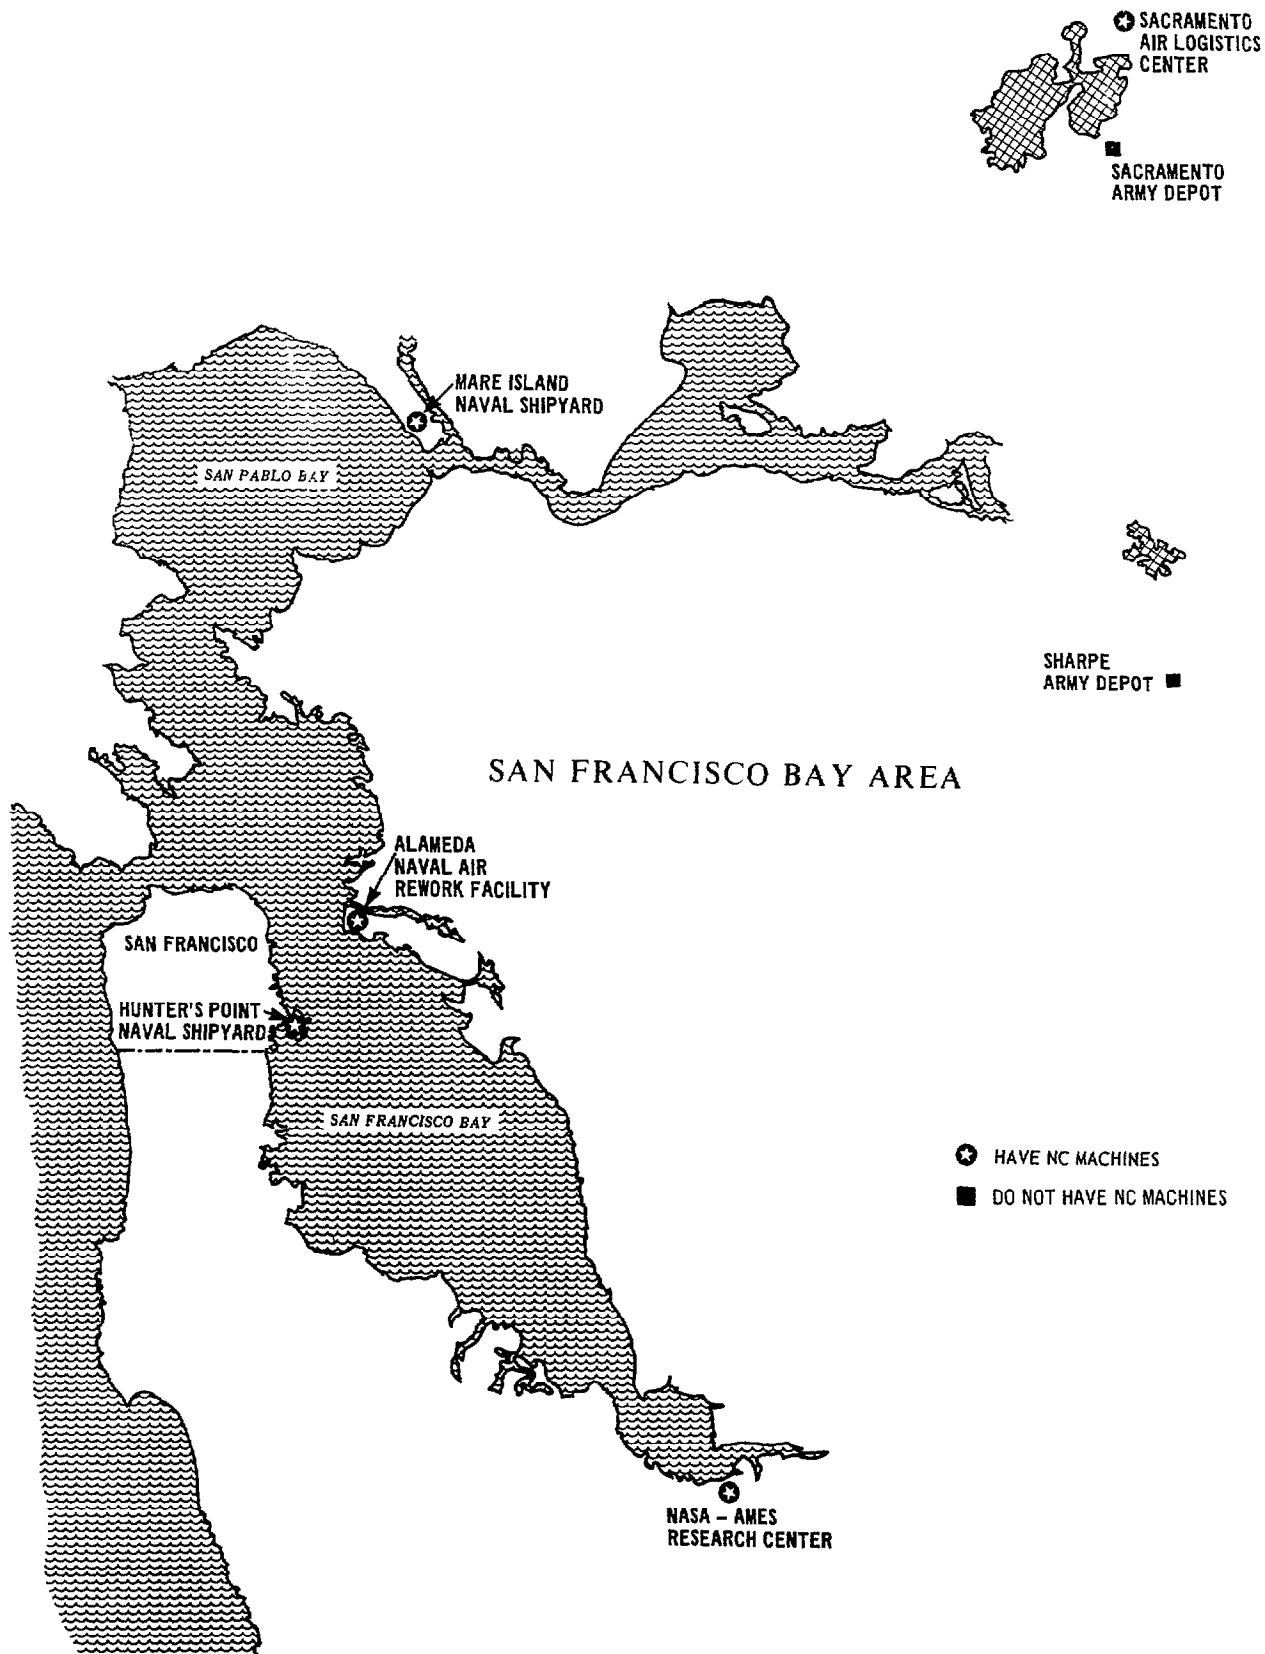 SACRAMENTO
AIR LOGISTICS
CENTER
SACRAMENTO
ARMY DEPOT
MARE ISLAND
NAVAL SHIPYARD
SAN PABLO BAY
SHARPE
ARMY DEPOT
SAN FRANCISCO BAY AREA
ALAMEDA
NAVAL AIR
REWORK FACILITY
SAN FRANCISCO
HUNTER'S POINT
NAVAL SHIPYARD
SAN FRANCISCO BAY
HAVE NC MACHINES
DO NOT HAVE NC MACHINES
NASA – AMES
RESEARCH CENTER